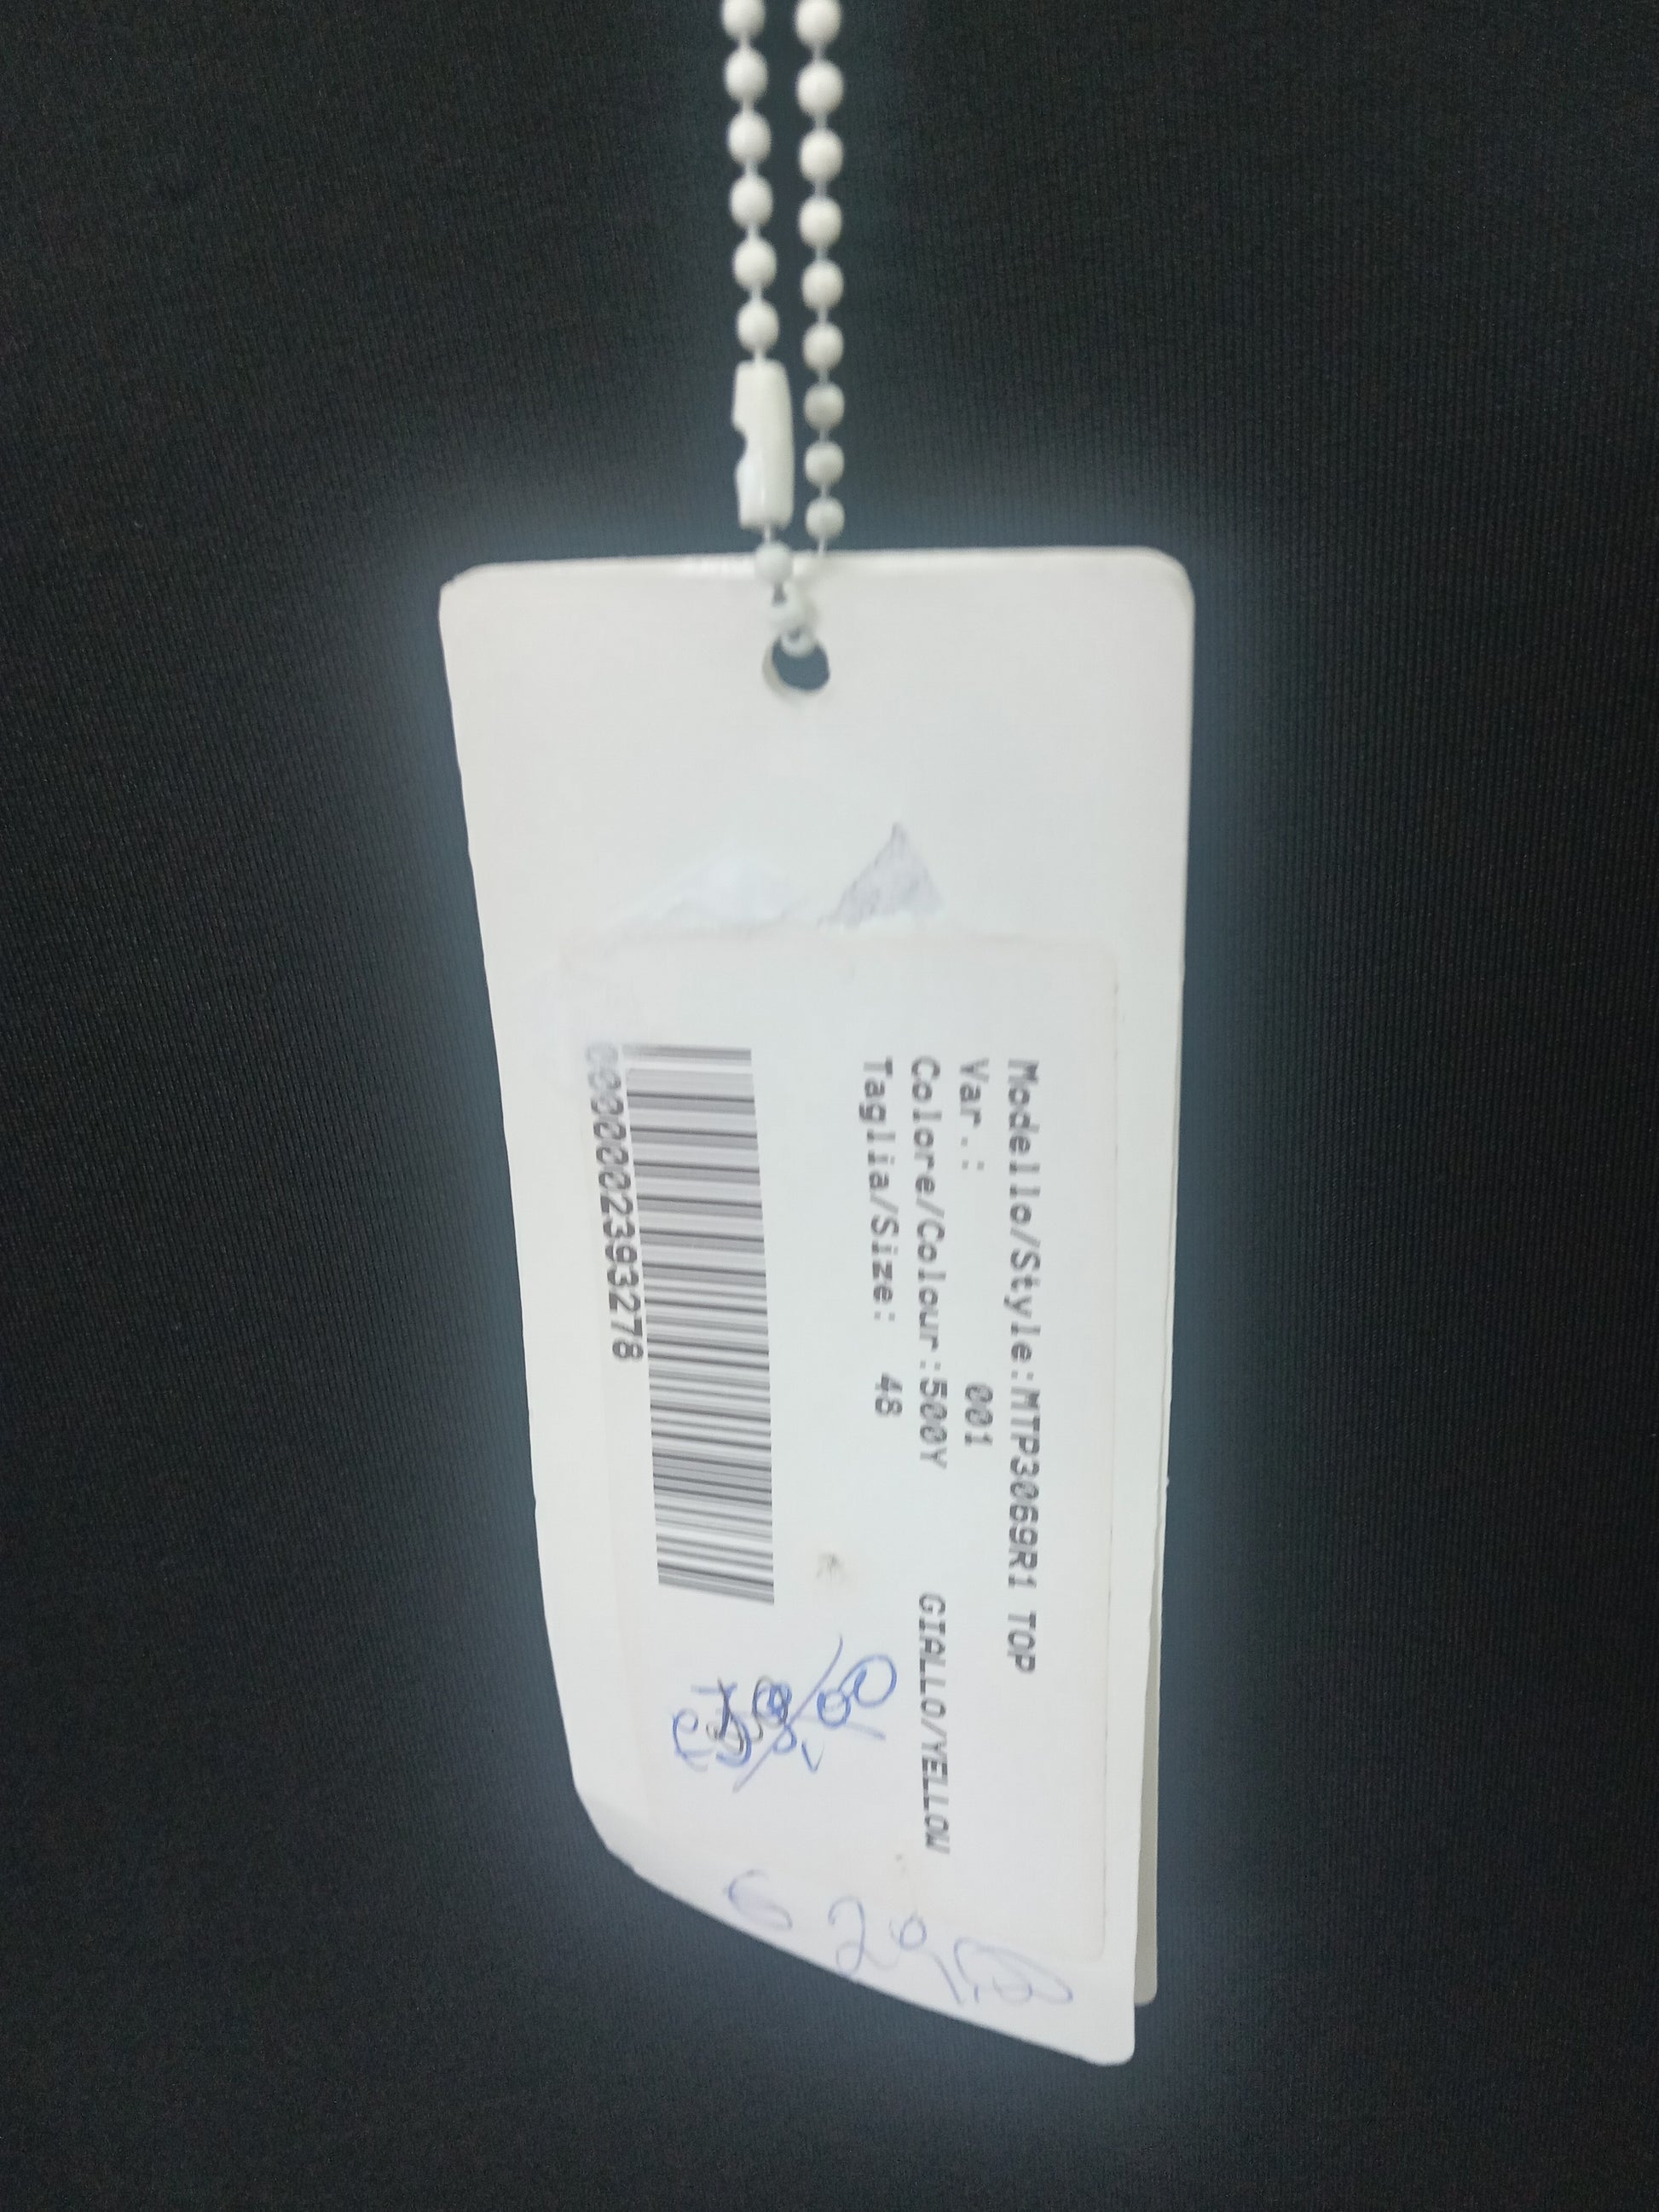 Modello/Style:MTP3069R1 TOP
Var.: 001
Colore/Colour:500Y GIALLO/YELLOW
Taglia/Size: 48
0000002393278